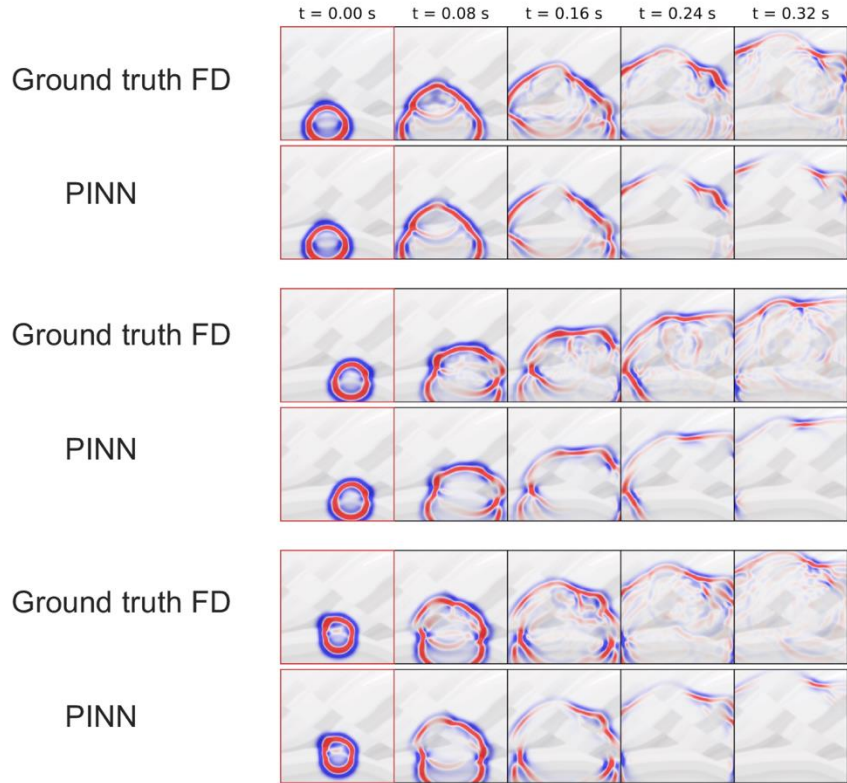 t = 0.00 s t = 0.08 s t = 0.16 s t = 0.24 s t = 0.32 s
Ground truth FD
PINN
Ground truth FD
PINN
Ground truth FD
PINN